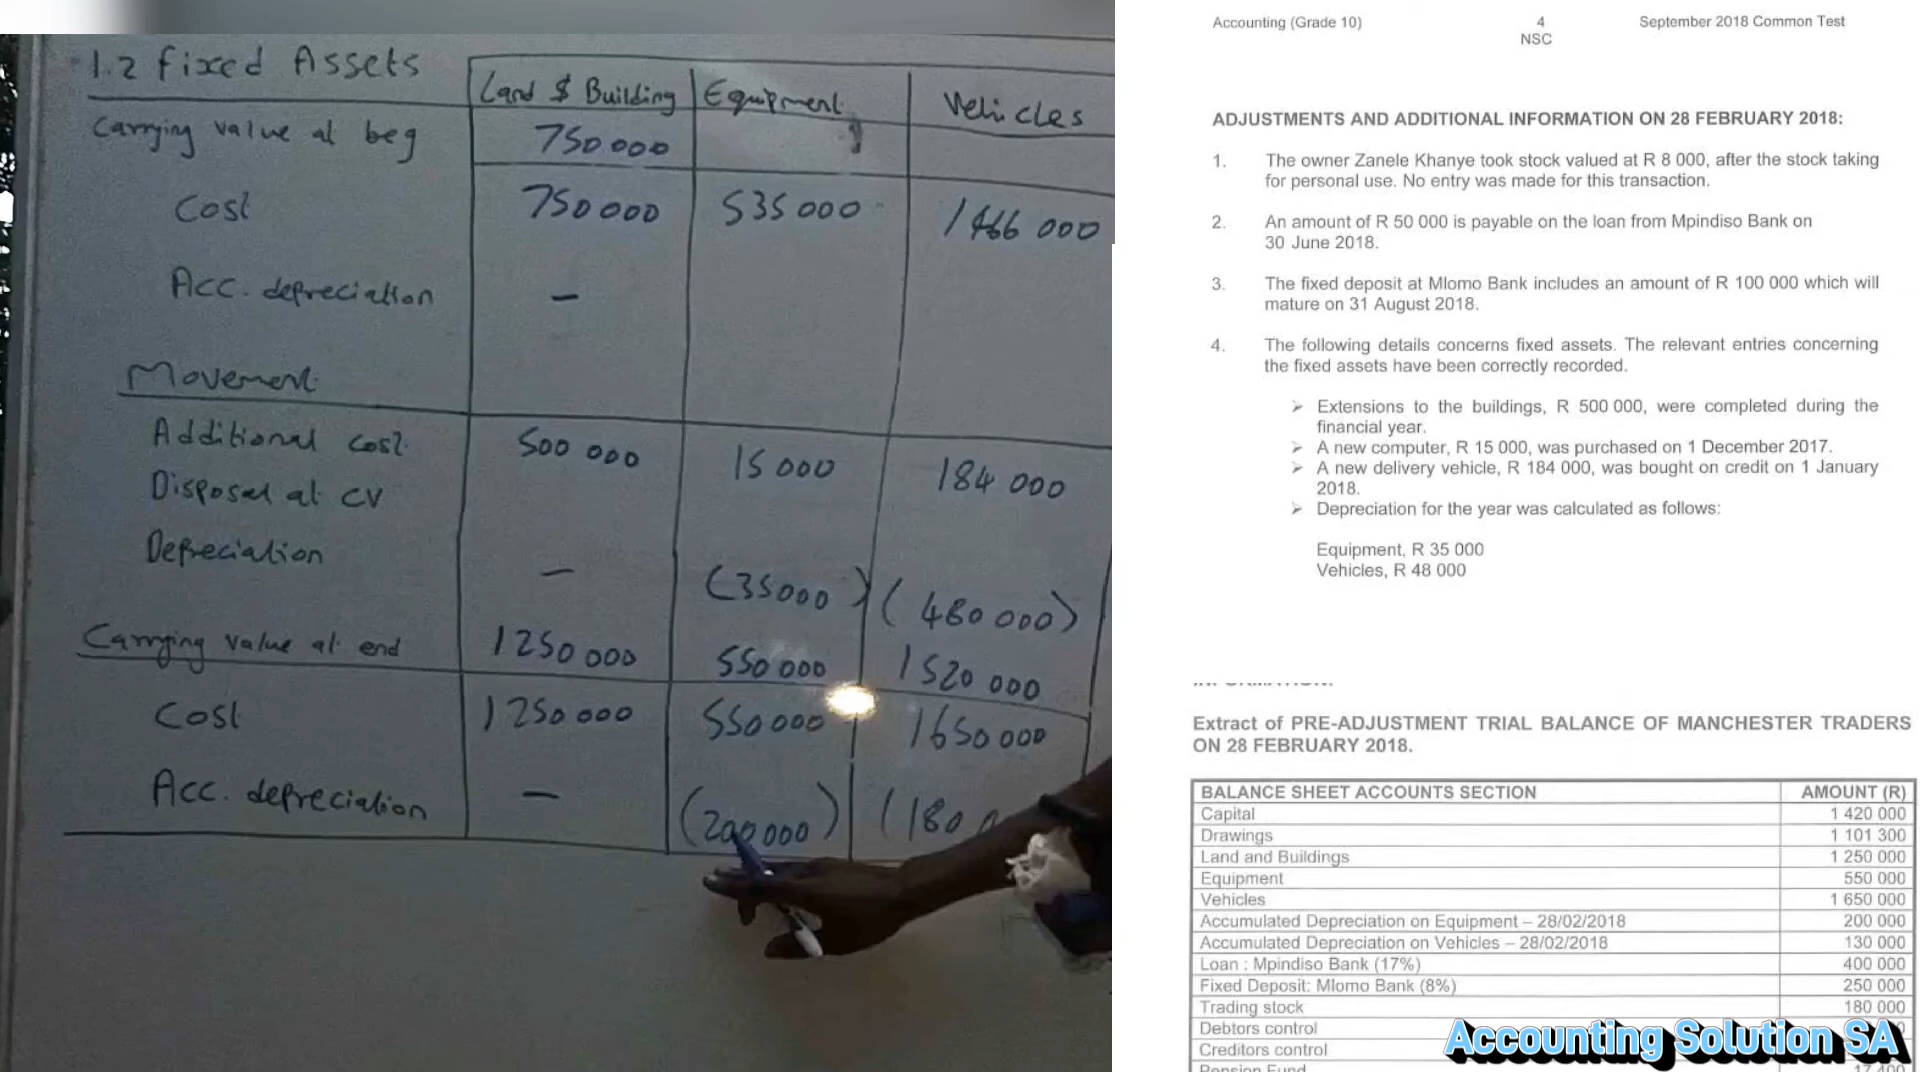 1.2 Fixed Assets
Land $ Building Equipment Vehicles
Carrying value at beg 750 000
Cost 750 000 535 000 1 466 000
Acc. depreciation –
Movement
Additional cost 500 000 15 000 184 000
Disposal at CV
Depreciation – (35000) (480 000)
Carrying value at end 1250 000 550 000 1520 000
Cost 1250 000 550 000 1650 000
Acc. depreciation – (200 000) (180
Accounting (Grade 10) 4 September 2018 Common Test
NSC
ADJUSTMENTS AND ADDITIONAL INFORMATION ON 28 FEBRUARY 2018:
1. The owner Zanele Khanye took stock valued at R 8 000, after the stock taking
for personal use. No entry was made for this transaction.
2. An amount of R 50 000 is payable on the loan from Mpindiso Bank on
30 June 2018.
3. The fixed deposit at Mlomo Bank includes an amount of R 100 000 which will
mature on 31 August 2018.
4. The following details concerns fixed assets. The relevant entries concerning
the fixed assets have been correctly recorded.
➢ Extensions to the buildings, R 500 000, were completed during the
financial year.
➢ A new computer, R 15 000, was purchased on 1 December 2017.
➢ A new delivery vehicle, R 184 000, was bought on credit on 1 January
2018.
➢ Depreciation for the year was calculated as follows:
Equipment, R 35 000
Vehicles, R 48 000
Extract of PRE-ADJUSTMENT TRIAL BALANCE OF MANCHESTER TRADERS
ON 28 FEBRUARY 2018.
BALANCE SHEET ACCOUNTS SECTION AMOUNT (R)
Capital 1 420 000
Drawings 1 101 300
Land and Buildings 1 250 000
Equipment 550 000
Vehicles 1 650 000
Accumulated Depreciation on Equipment – 28/02/2018 200 000
Accumulated Depreciation on Vehicles – 28/02/2018 130 000
Loan : Mpindiso Bank (17%) 400 000
Fixed Deposit: Mlomo Bank (8%) 250 000
Trading stock 180 000
Debtors control
Creditors control
Pension Fund 17 400
Accounting Solution SA